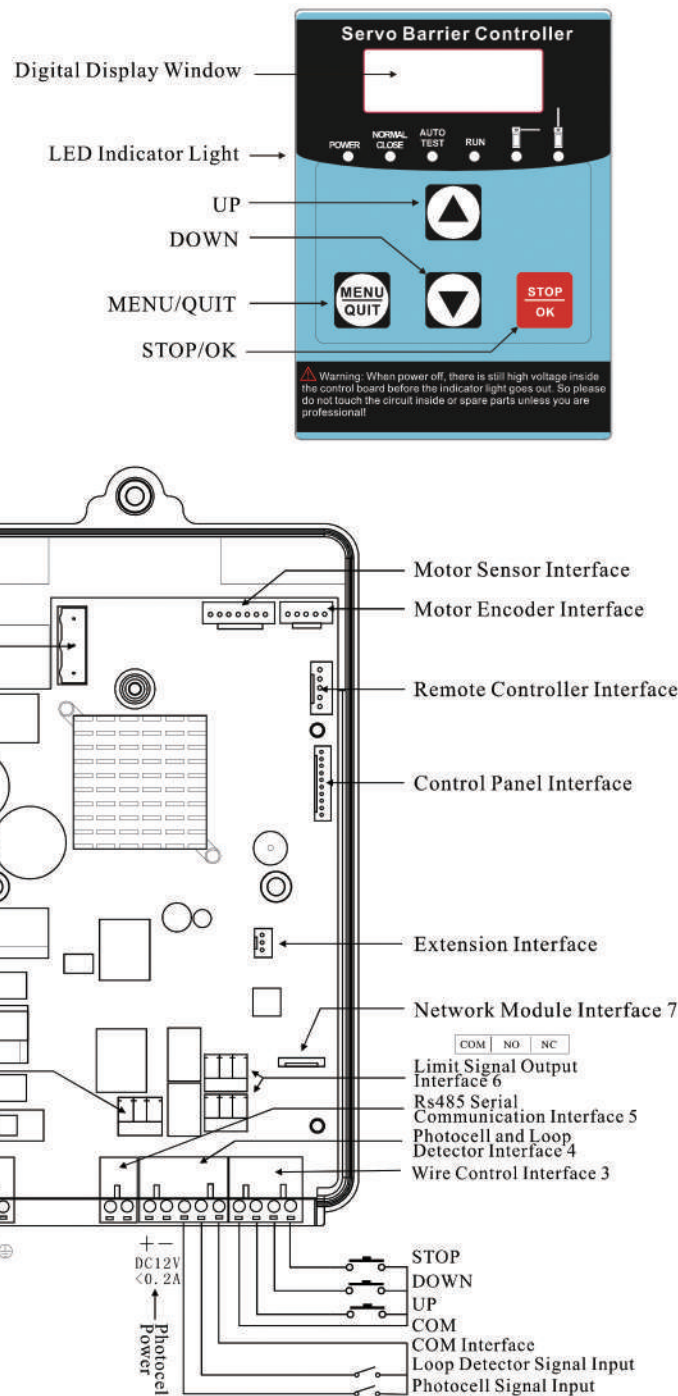 Servo Barrier Controller
Digital Display Window
POWER
NORMAL
CLOSE
AUTO
TEST
RUN
LED Indicator Light
UP
DOWN
MENU/QUIT
MENU
QUIT
STOP
OK
STOP/OK
Warning: When power off, there is still high voltage inside
the control board before the indicator light goes out. So please
do not touch the circuit inside or spare parts unless you are
professional!
Motor Sensor Interface
Motor Encoder Interface
Remote Controller Interface
Control Panel Interface
Extension Interface
Network Module Interface 7
COM NO NC
Limit Signal Output
Interface 6
Rs485 Serial
Communication Interface 5
Photocell and Loop
Detector Interface 4
Wire Control Interface 3
+ −
DC12V
<0.2A
Photocel
Power
STOP
DOWN
UP
COM
COM Interface
Loop Detector Signal Input
Photocell Signal Input